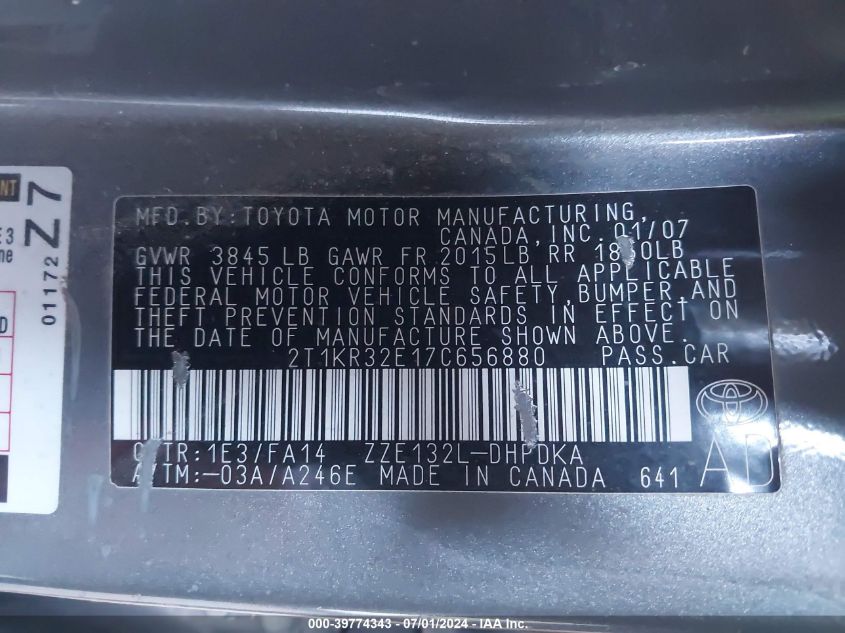 MFD.BY:TOYOTA MOTOR MANUFACTURING,
CANADA,INC. 01/07
GVWR 3845 LB GAWR FR 2015LB RR
THIS VEHICLE CONFORMS TO ALL APPLICABLE
FEDERAL MOTOR VEHICLE SAFETY,BUMPER,AND
THEFT PREVENTION STANDARDS IN EFFECT ON
THE DATE OF MANUFACTURE SHOWN ABOVE.
2T1KR32E17C656880 PASS.CAR
C/TR:1E3/FA14 ZZE132L-DHPDKA
A/TM:-03A/A246E MADE IN CANADA 641
AD
01172
Z7
000-39774343 - 07/01/2024 - IAA, Inc.